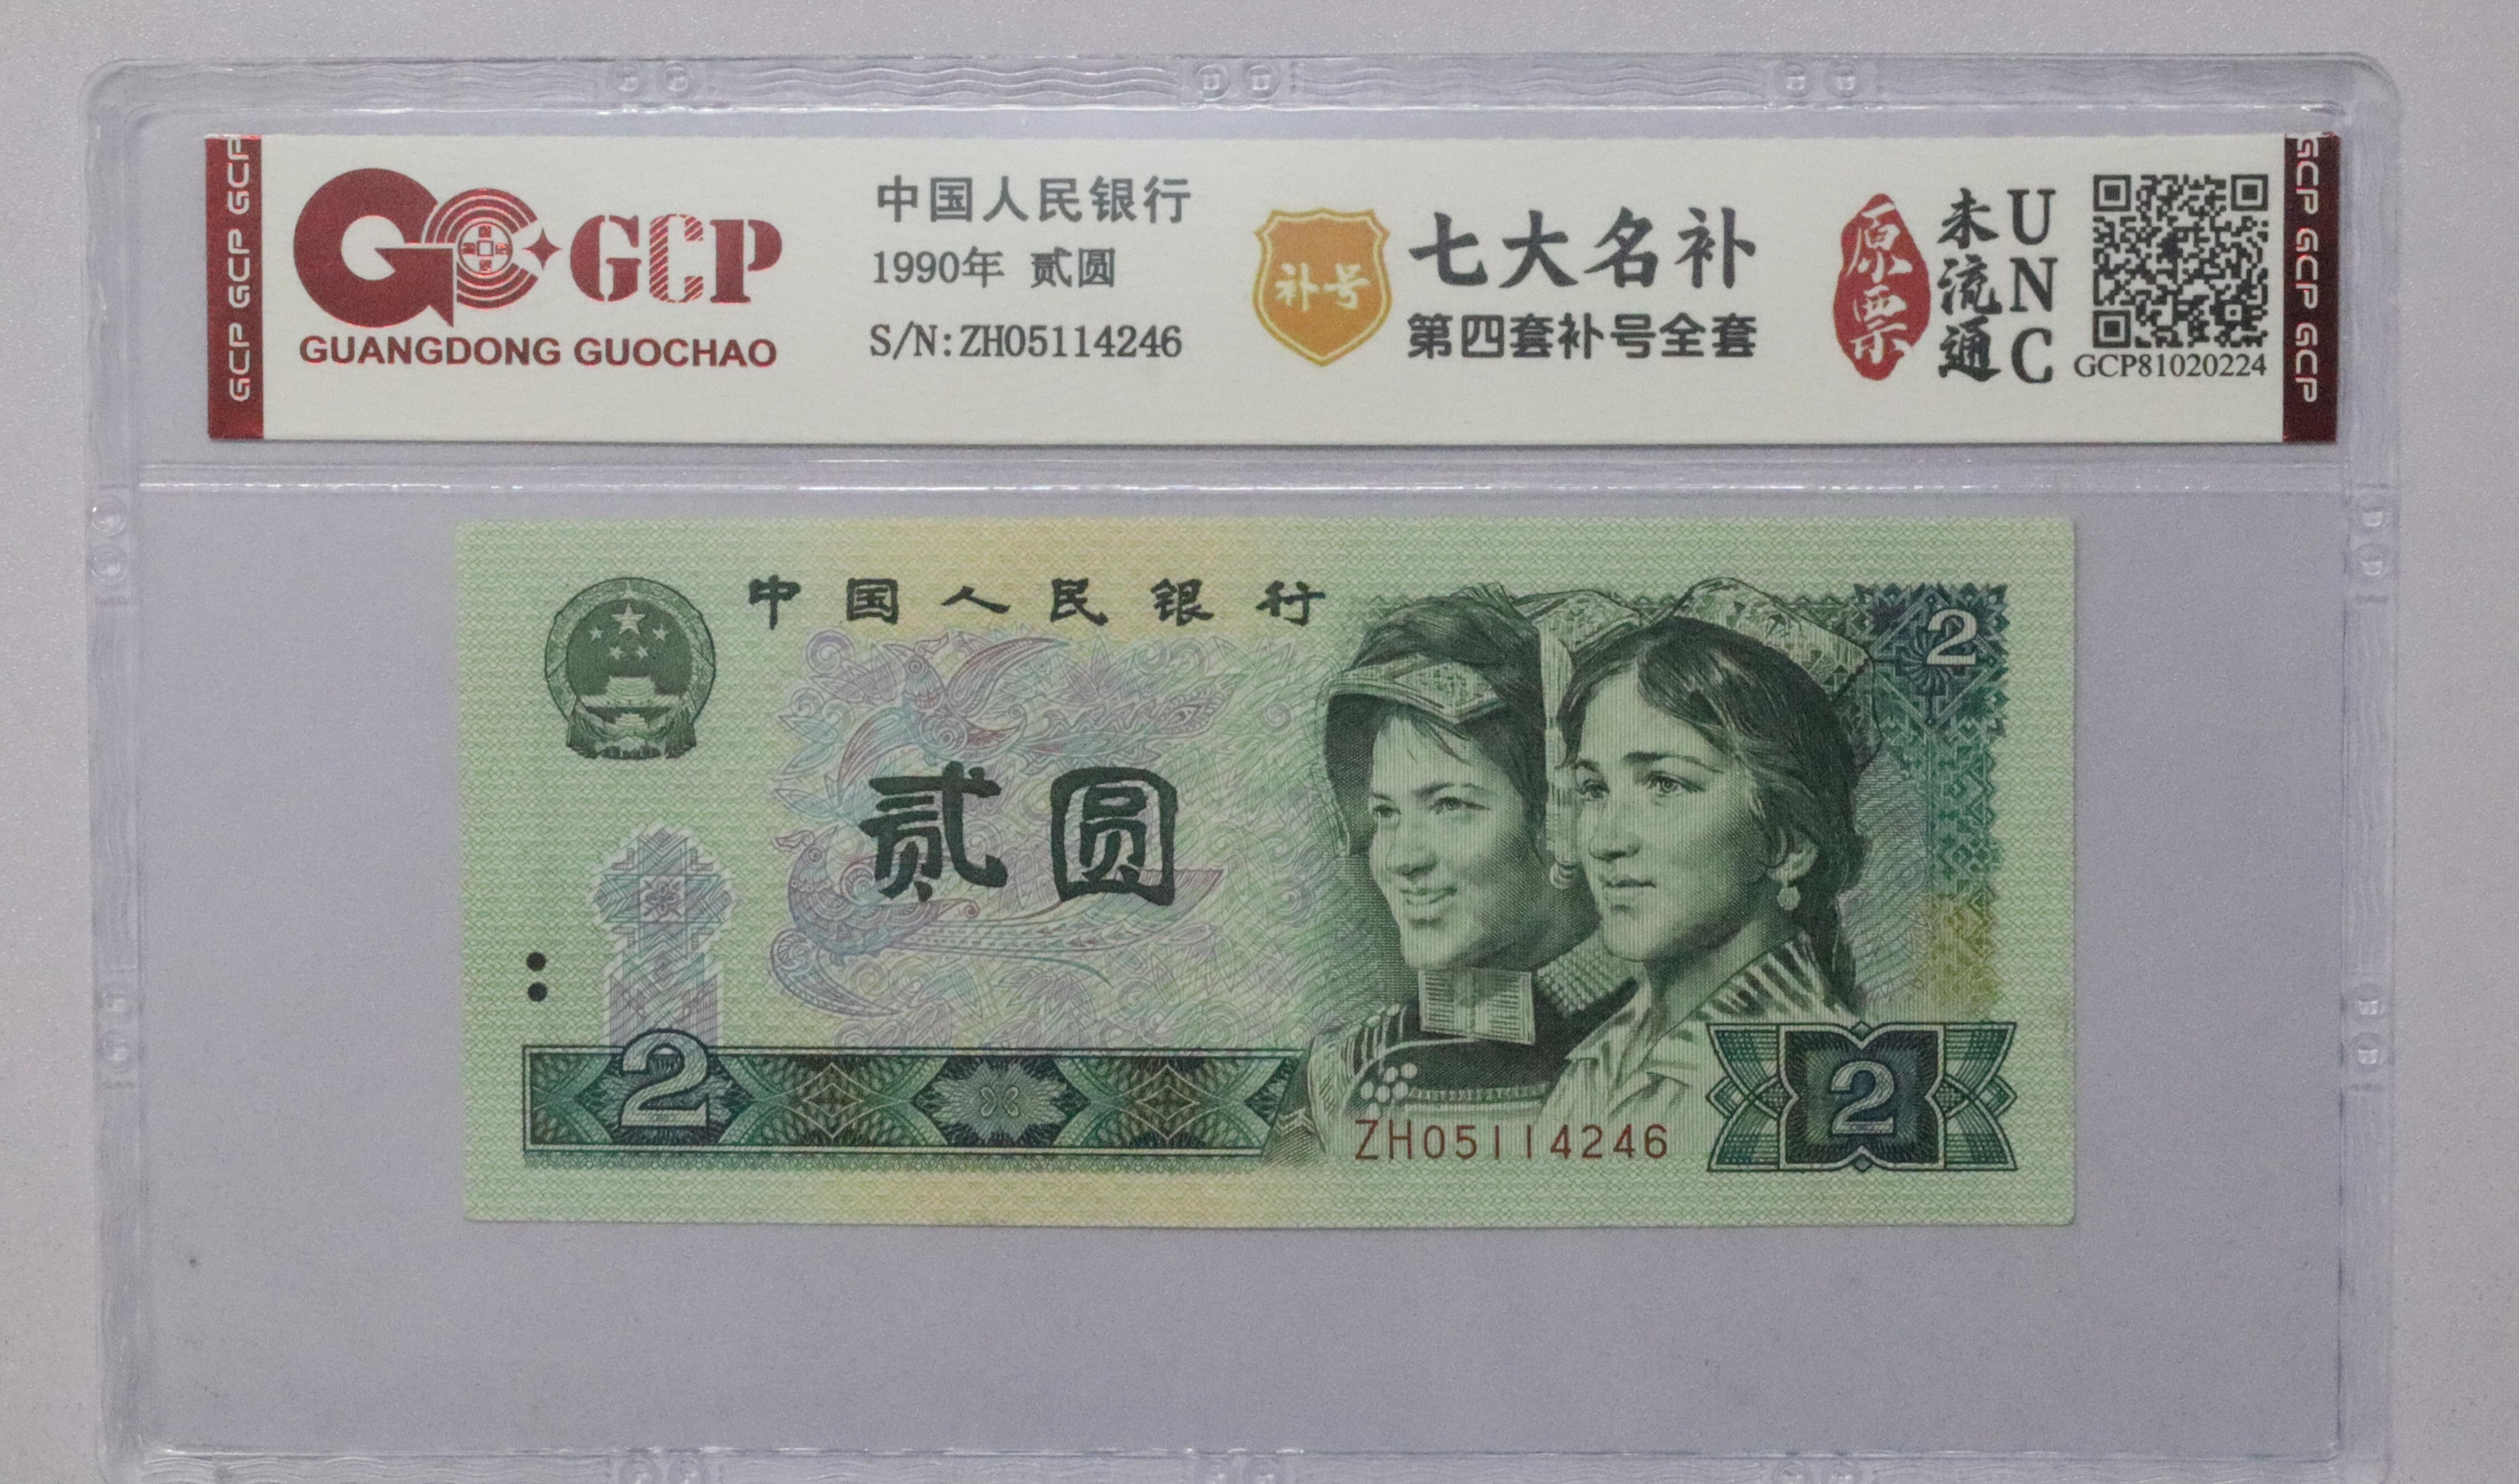 GCP GCP GCP
GCP
GUANGDONG GUOCHAO
中国人民银行
1990年 贰圆
S/N:ZH05114246
补号
七大名补
第四套补号全套
原票
未流通
UNC
GCP81020224
GCP GCP GCP
中国人民银行
2
贰圆
2
ZH05114246
2